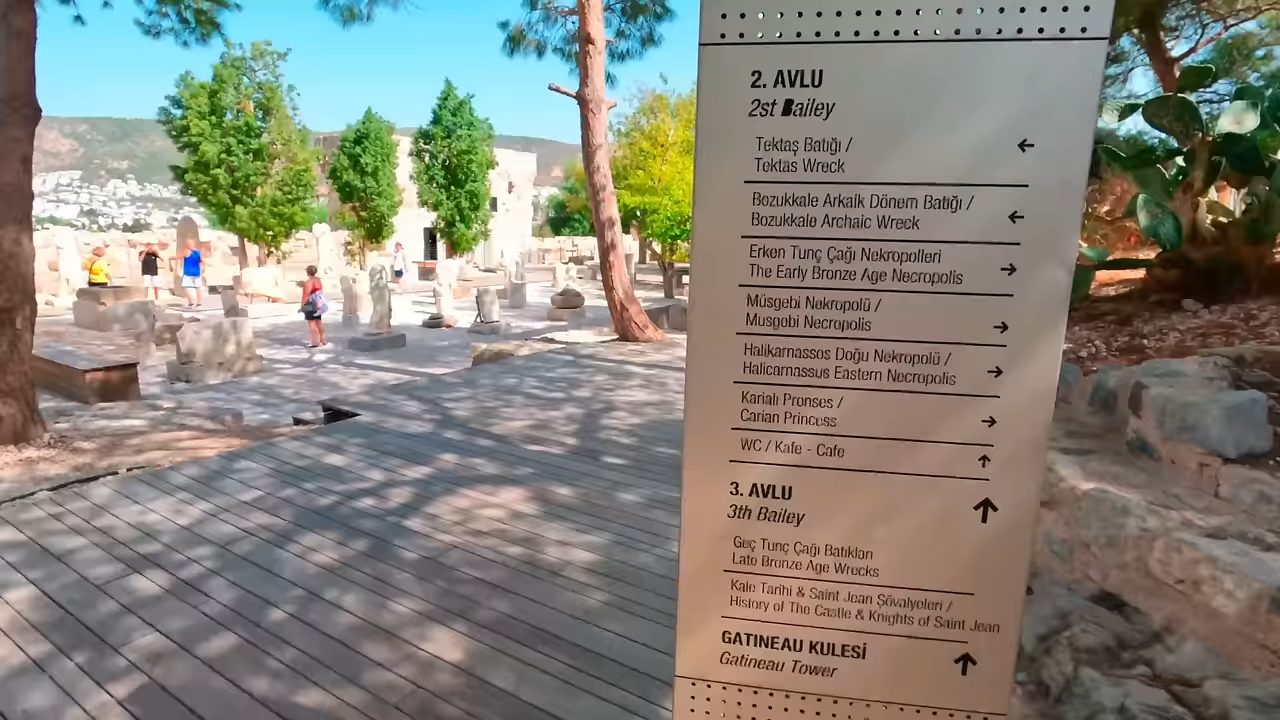 2. AVLU
2st Bailey
Tektaş Batığı /
Tektas Wreck
←
Bozukkale Arkaik Dönem Batığı /
Bozukkale Archaic Wreck
←
Erken Tunç Çağı Nekropolleri
The Early Bronze Age Necropolis
→
Müsgebi Nekropolü /
Musgebi Necropolis
→
Halikarnassos Doğu Nekropolü /
Halicarnassus Eastern Necropolis
→
Karialı Prenses /
Carian Princess
→
WC / Kafe - Cafe
↑
3. AVLU
3th Bailey
↑
Geç Tunç Çağı Batıkları
Late Bronze Age Wrecks
Kale Tarihi & Saint Jean Şövalyeleri /
History of The Castle & Knights of Saint Jean
GATINEAU KULESİ
Gatineau Tower
↑